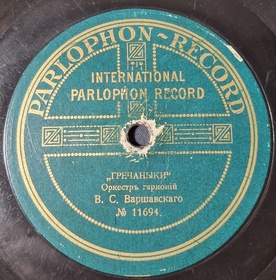 PARLOPHON-RECORD
INTERNATIONAL
PARLOPHON RECORD
„ГРЕЧАНЫКИ"
Оркестръ гармоній
В. С. Варшавскаго
№ 11694.